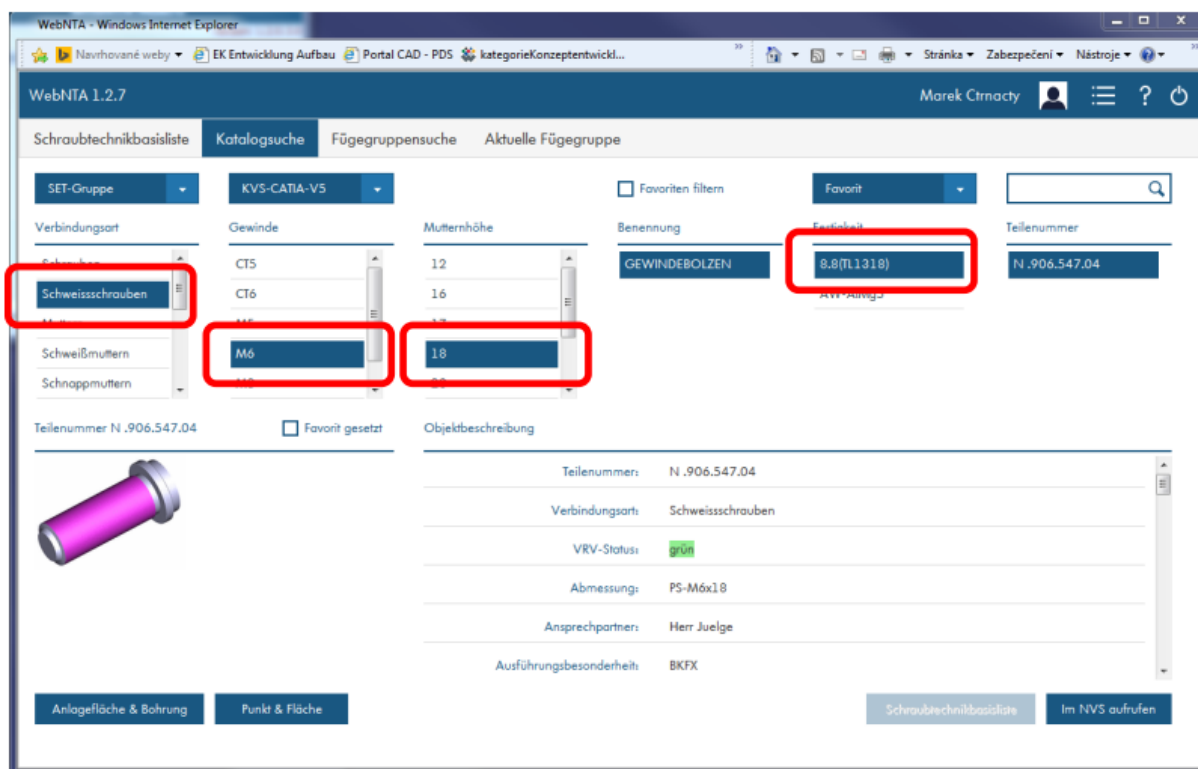 WebNTA - Windows Internet Explorer
Navrhované weby EK Entwicklung Aufbau Portal CAD - PDS kategorieKonzeptentwickl... » Stránka Zabezpečení Nástroje »
WebNTA 1.2.7 Marek Ctrnacty
Schraubtechnikbasisliste Katalogsuche Fügegruppensuche Aktuelle Fügegruppe
SET-Gruppe KVS-CATIA-V5 Favoriten filtern Favorit
Verbindungsart Gewinde Mutternhöhe Benennung Festigkeit Teilenummer
Schrauben CT5 12 GEWINDEBOLZEN 8.8(TL1318) N .906.547.04
Schweissschrauben CT6 16
M5 17
Schweißmuttern M6 18
Schnappmuttern
Teilenummer N .906.547.04 Favorit gesetzt Objektbeschreibung
Teilenummer: N .906.547.04
Verbindungsart: Schweissschrauben
VRV-Status: grün
Abmessung: PS-M6x18
Ansprechpartner: Herr Juelge
Ausführungsbesonderheit: BKFX
Anlagefläche & Bohrung Punkt & Fläche Schraubtechnikbasisliste Im NVS aufrufen